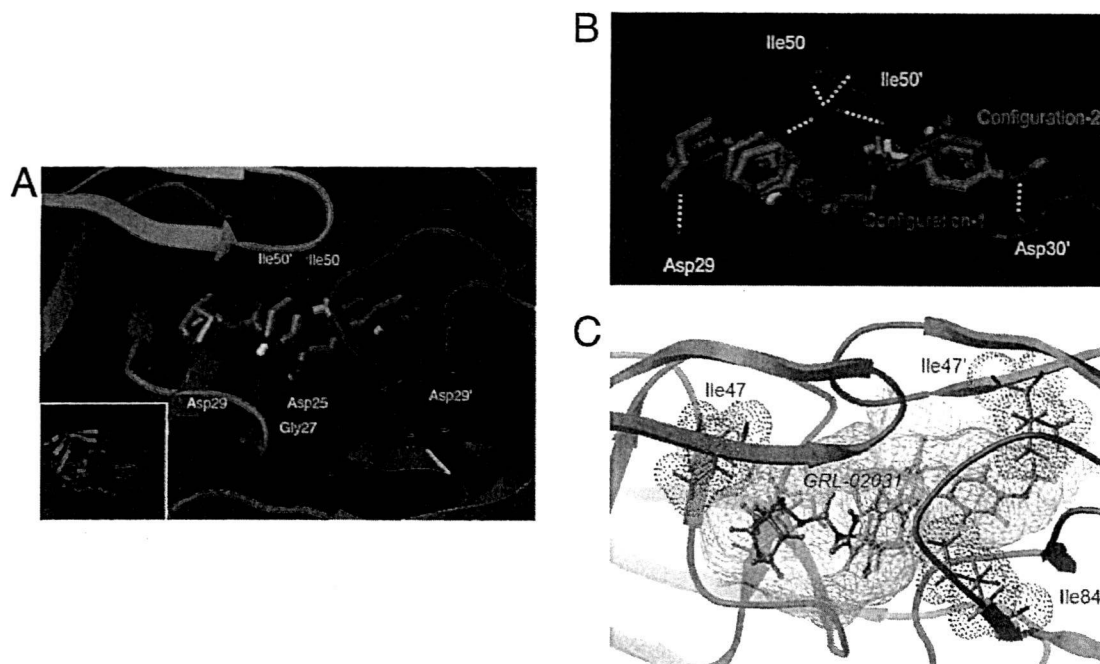 A
Ile50' Ile50
Asp29 Asp25 Asp29'
Gly27
B
Ile50
Ile50'
Configuration-2
Configuration-1
Asp29
Asp30'
C
Ile47
Ile47'
GRL-02031
Ile84